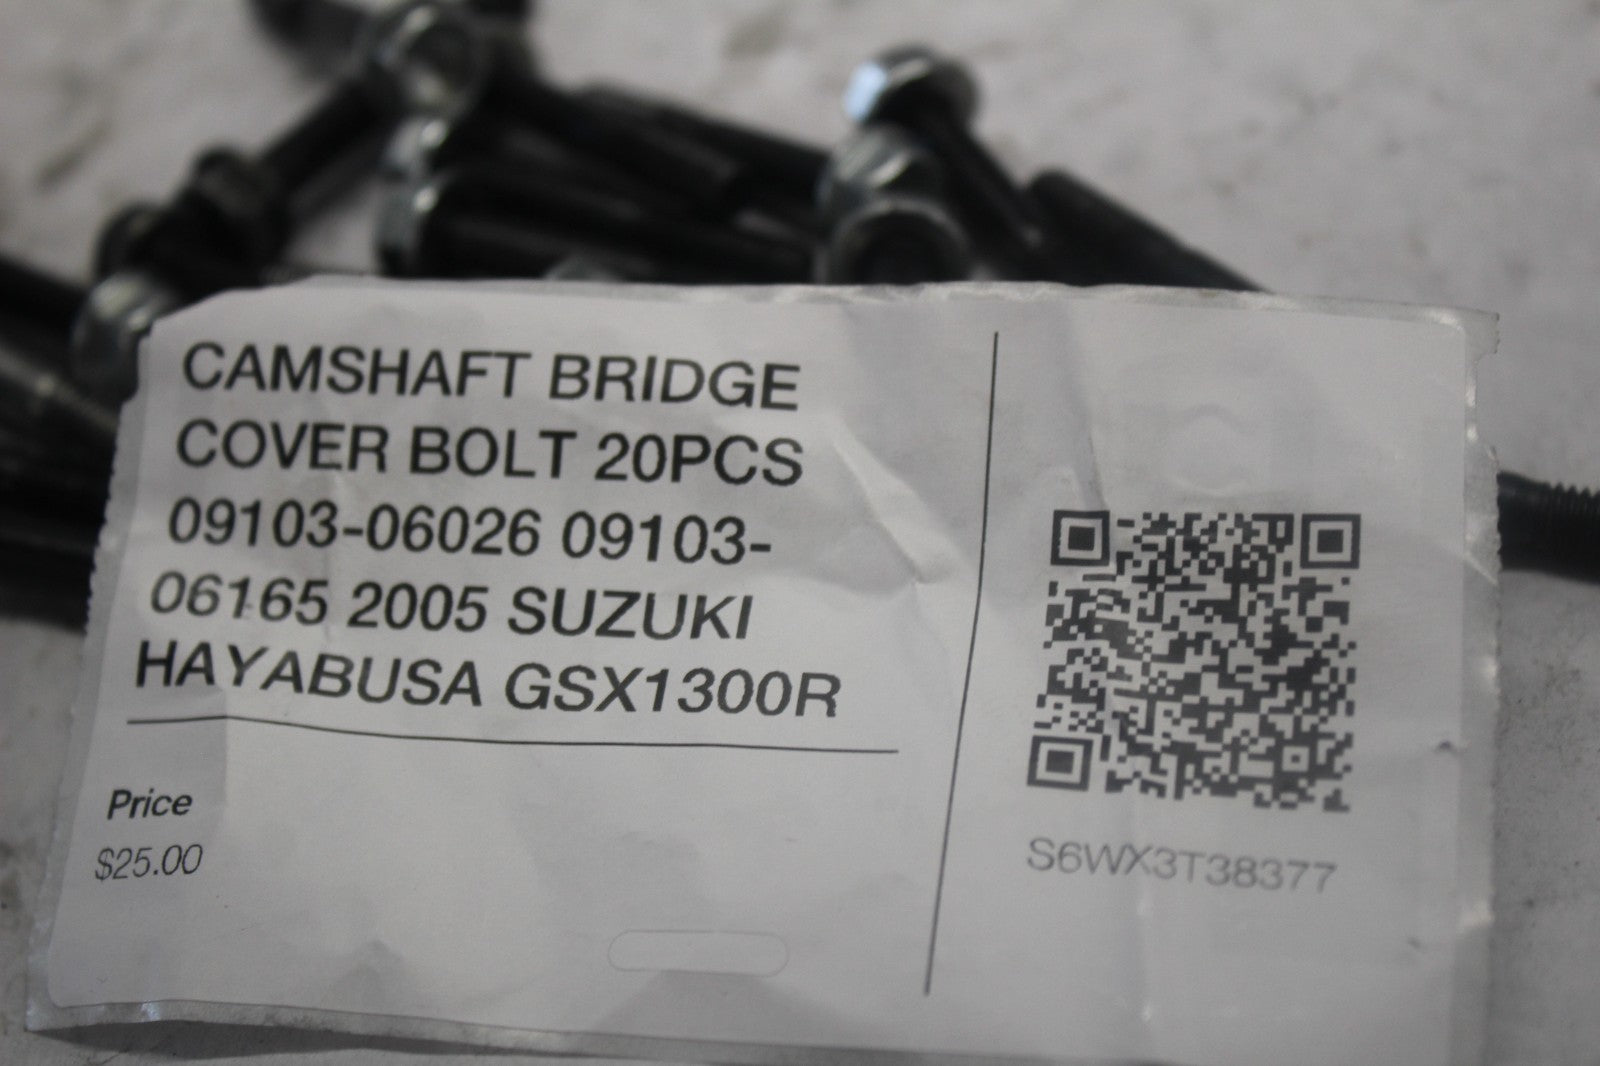 CAMSHAFT BRIDGE
COVER BOLT 20PCS
09103-06026 09103-
06165 2005 SUZUKI
HAYABUSA GSX1300R
Price
$25.00
S6WX3T38377